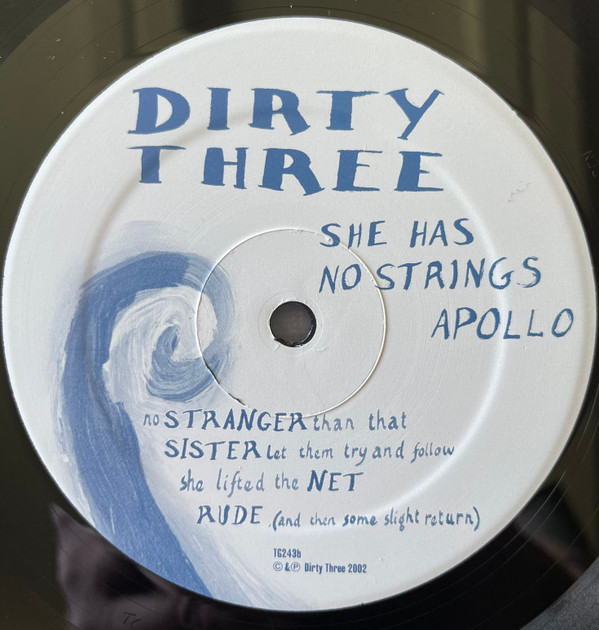 DIRTY
THREE
SHE HAS
NO STRINGS
APOLLO
no STRANGER than that
SISTER Let them try and follow
she lifted the NET
RUDE (and then some slight return)
TG243b
© & ℗ Dirty Three 2002